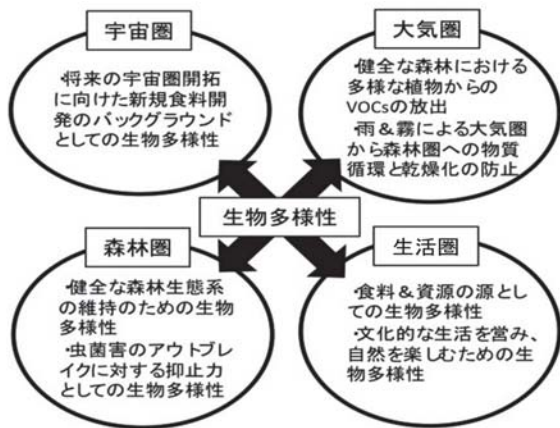 宇宙圏
・将来の宇宙圏開拓
に向けた新規食料開
発のバックグラウンド
としての生物多様性
大気圏
・健全な森林における
多様な植物からの
VOCsの放出
・雨&霧による大気圏
から森林圏への物質
循環と乾燥化の防止
生物多様性
森林圏
・健全な森林生態系
の維持のための生物
多様性
・虫菌害のアウトブレ
イクに対する抑止力
としての生物多様性
生活圏
・食料&資源の源とし
ての生物多様性
・文化的な生活を営み、
自然を楽しむための生
物多様性